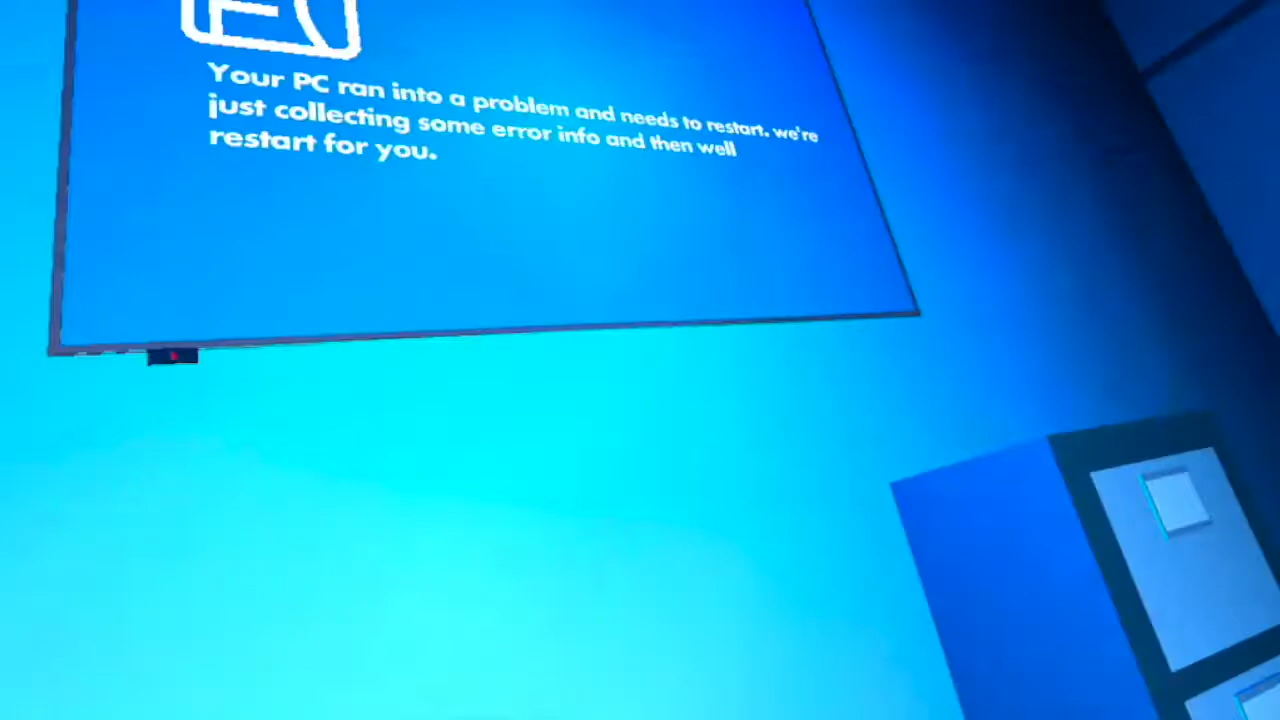 Your PC ran into a problem and needs to restart. we're
just collecting some error info and then well
restart for you.